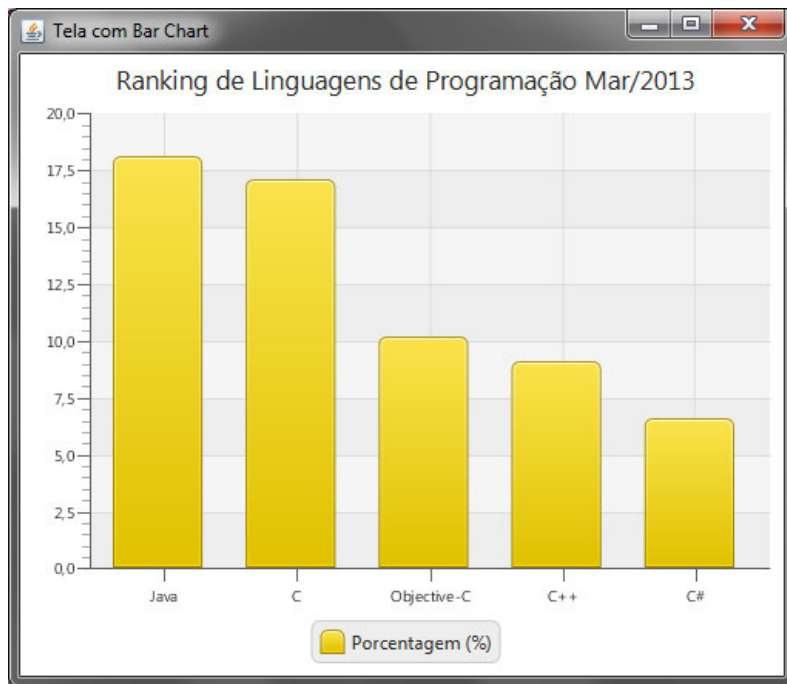 Tela com Bar Chart
Ranking de Linguagens de Programação Mar/2013
20,0
17,5
15,0
12,5
10,0
7,5
5,0
2,5
0,0
Java C Objective-C C++ C#
Porcentagem (%)